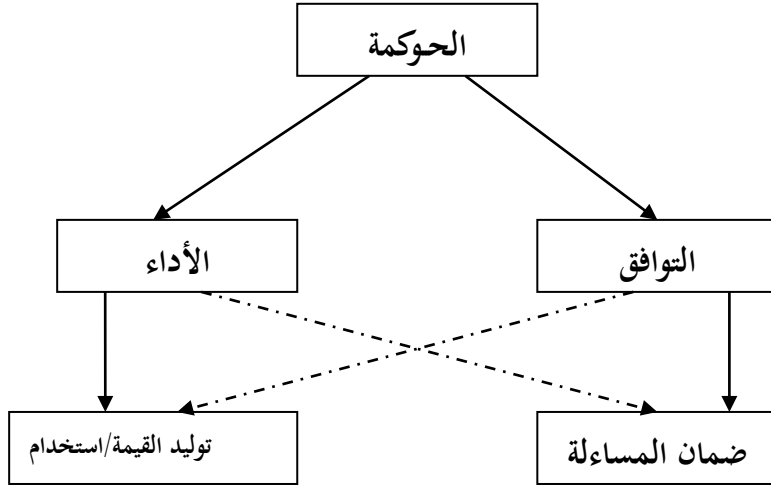 الحوكمة
التوافق
الأداء
ضمان المساءلة
توليد القيمة/استخدام